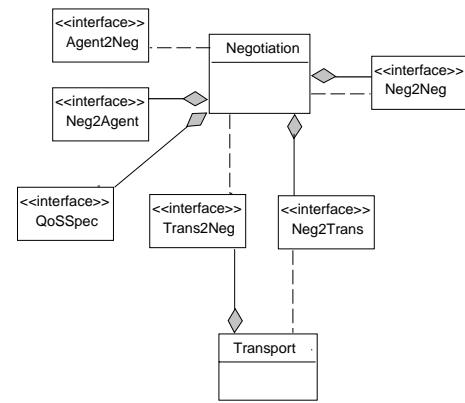 <<interface>>
Agent2Neg
Negotiation
<<interface>>
Neg2Neg
<<interface>>
Neg2Agent
<<interface>>
QoSSpec
<<interface>>
Trans2Neg
<<interface>>
Neg2Trans
Transport